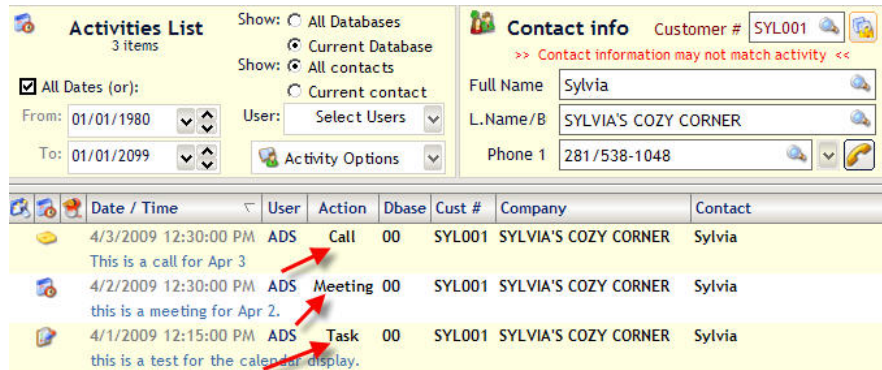 Activities List
3 items
Show: All Databases
Current Database
Show: All contacts
Current contact
All Dates (or):
From: 01/01/1980
User: Select Users
To: 01/01/2099
Activity Options
Contact info Customer # SYL001
>> Contact information may not match activity <<
Full Name Sylvia
L.Name/B SYLVIA'S COZY CORNER
Phone 1 281/538-1048
Date / Time User Action Dbase Cust # Company Contact
4/3/2009 12:30:00 PM ADS Call 00 SYL001 SYLVIA'S COZY CORNER Sylvia
This is a call for Apr 3
4/2/2009 12:30:00 PM ADS Meeting 00 SYL001 SYLVIA'S COZY CORNER Sylvia
this is a meeting for Apr 2.
4/1/2009 12:15:00 PM ADS Task 00 SYL001 SYLVIA'S COZY CORNER Sylvia
this is a test for the calendar display.